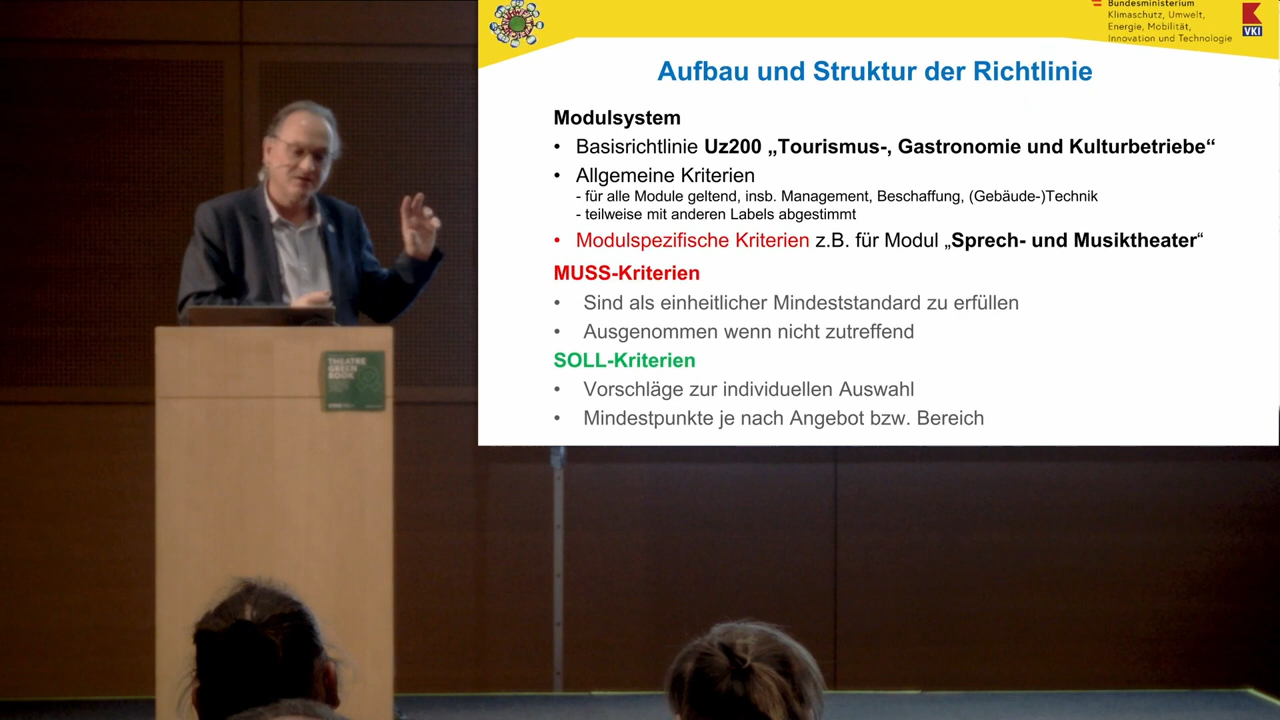 Bundesministerium
Klimaschutz, Umwelt,
Energie, Mobilität,
Innovation und Technologie
VKI
Aufbau und Struktur der Richtlinie
Modulsystem
• Basisrichtlinie Uz200 „Tourismus-, Gastronomie und Kulturbetriebe“
• Allgemeine Kriterien
- für alle Module geltend, insb. Management, Beschaffung, (Gebäude-)Technik
- teilweise mit anderen Labels abgestimmt
• Modulspezifische Kriterien z.B. für Modul „Sprech- und Musiktheater“
MUSS-Kriterien
• Sind als einheitlicher Mindeststandard zu erfüllen
• Ausgenommen wenn nicht zutreffend
SOLL-Kriterien
• Vorschläge zur individuellen Auswahl
• Mindestpunkte je nach Angebot bzw. Bereich
THEATRE
GREEN
BOOK